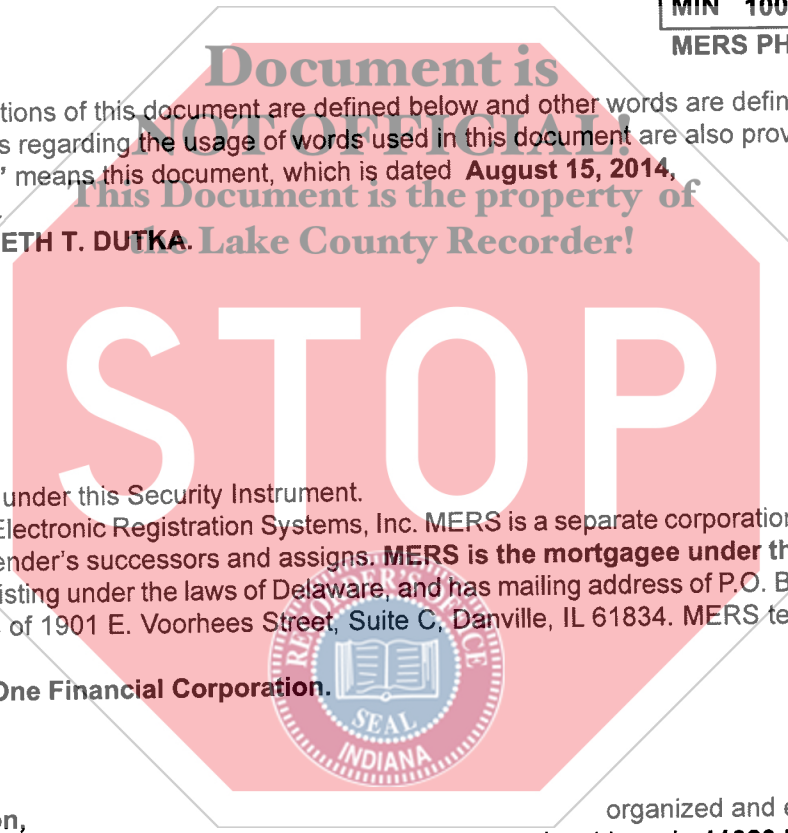 MIN 100
MERS PH
Document is
tions of this document are defined below and other words are defin
NOT OFFICIAL!
s regarding the usage of words used in this document are also prov
" means this document, which is dated August 15, 2014,
This Document is the property of
ETH T. DUTKA.
the Lake County Recorder!
STOP
under this Security Instrument.
Electronic Registration Systems, Inc. MERS is a separate corporation
ender's successors and assigns. MERS is the mortgagee under th
isting under the laws of Delaware, and has mailing address of P.O. B
of 1901 E. Voorhees Street, Suite C, Danville, IL 61834. MERS te
RECORDER'S OFFICE
One Financial Corporation.
SEAL
INDIANA
organized and e
on,